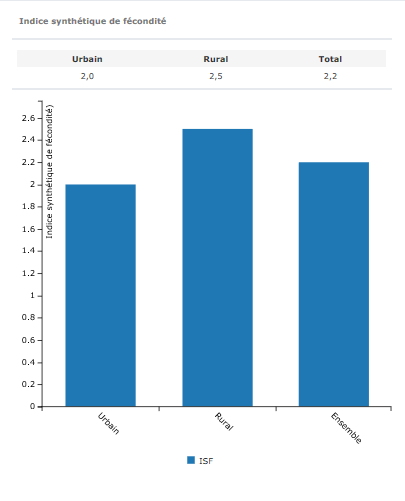 Indice synthétique de fécondité
Urbain Rural Total
2,0 2,5 2,2
Indice synthétique de fécondité)
2.6
2.4
2.2
2
1.8
1.6
1.4
1.2
1
0.8
0.6
0.4
0.2
0
Urbain Rural Ensemble
ISF